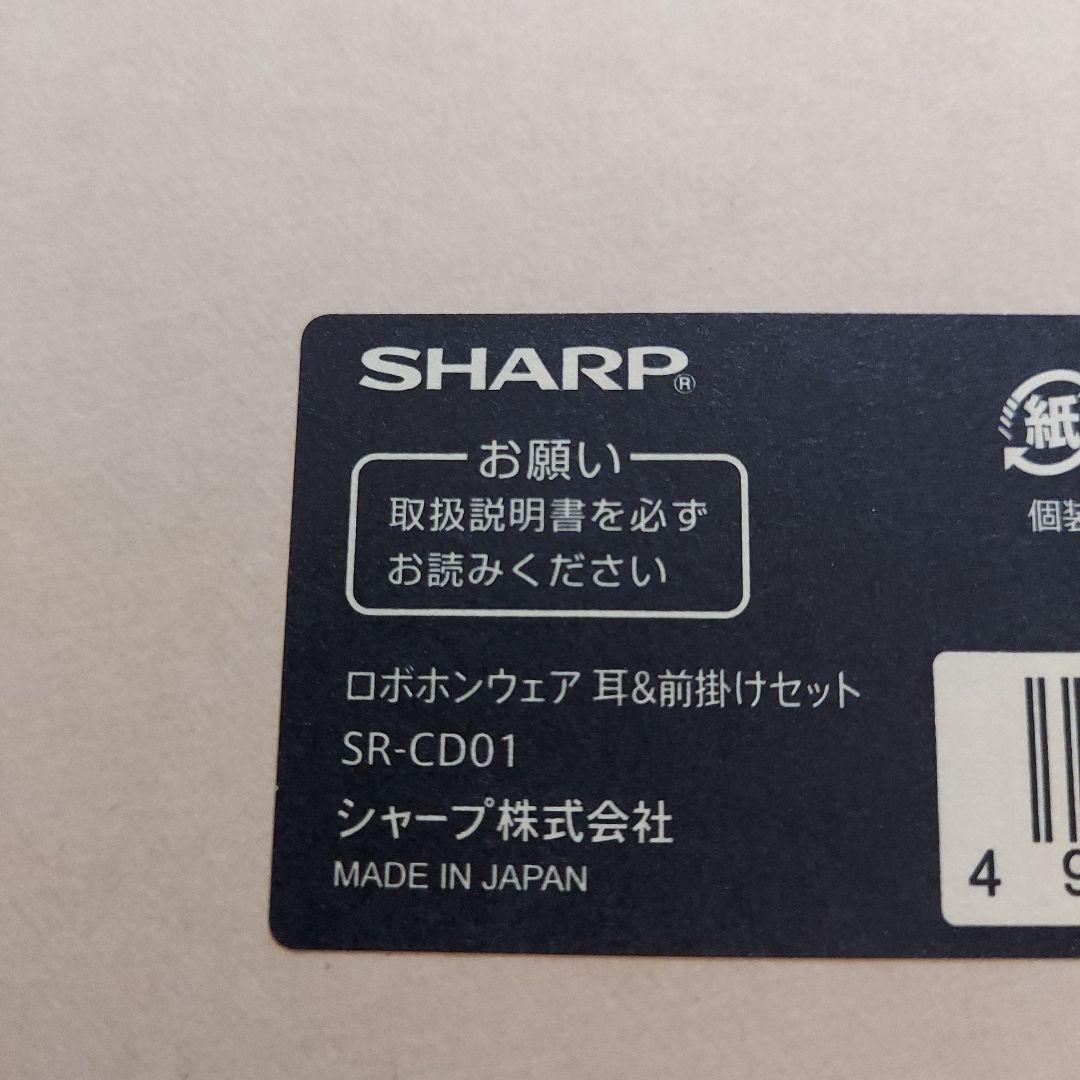 SHARP®
お願い
取扱説明書を必ず
お読みください
紙
個装
ロボホンウェア 耳&前掛けセット
SR-CD01
シャープ株式会社
MADE IN JAPAN
4 9